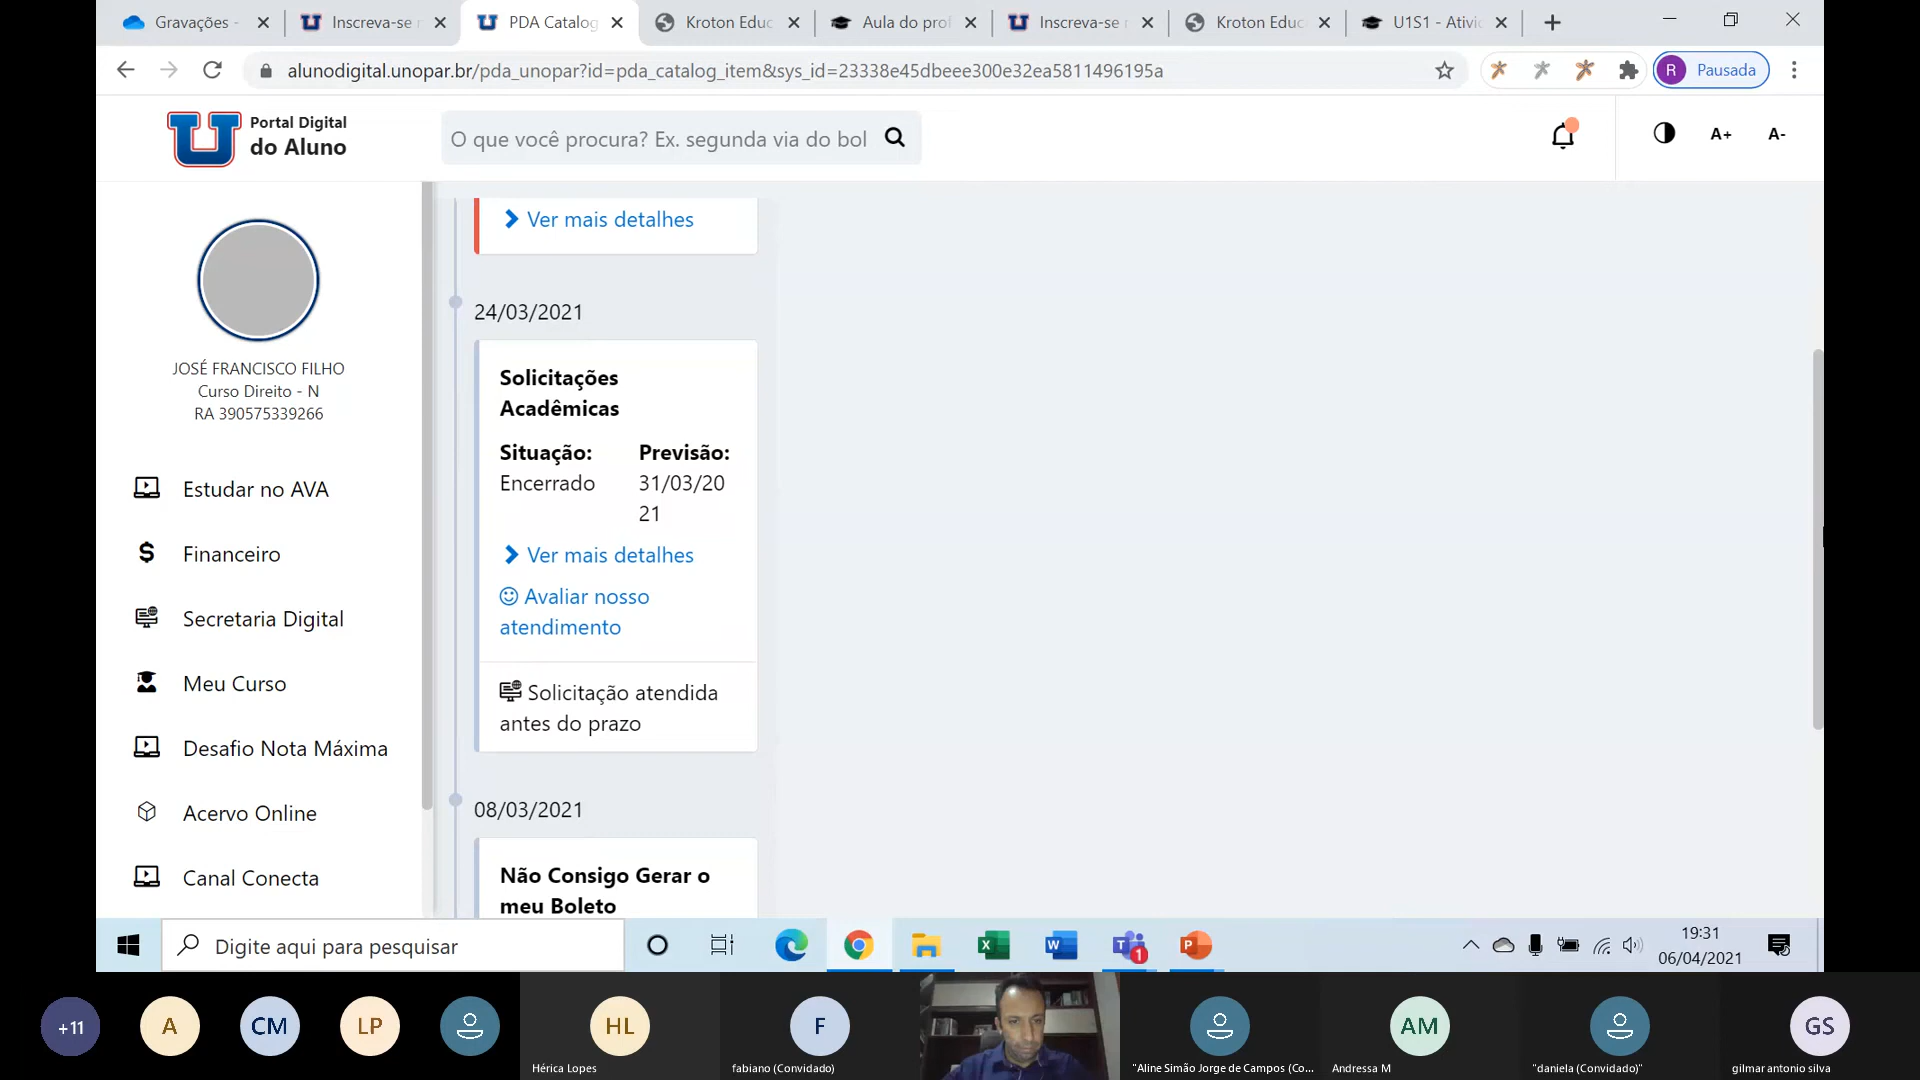 Gravações -
Inscreva-se r
PDA Catalog
Kroton Educ
Aula do prof
Inscreva-se r
Kroton Educ
U1S1 - Ativid
alunodigital.unopar.br/pda_unopar?id=pda_catalog_item&sys_id=23338e45dbeee300e32ea5811496195a
R Pausada
Portal Digital
do Aluno
O que você procura? Ex. segunda via do bol
A+
A-
JOSÉ FRANCISCO FILHO
Curso Direito - N
RA 390575339266
Estudar no AVA
Financeiro
Secretaria Digital
Meu Curso
Desafio Nota Máxima
Acervo Online
Canal Conecta
Ver mais detalhes
24/03/2021
Solicitações
Acadêmicas
Situação:
Encerrado
Previsão:
31/03/20
21
Ver mais detalhes
Avaliar nosso
atendimento
Solicitação atendida
antes do prazo
08/03/2021
Não Consigo Gerar o
meu Boleto
Digite aqui para pesquisar
1
19:31
06/04/2021
+11
A
CM
LP
HL
Hérica Lopes
F
fabiano (Convidado)
"Aline Simão Jorge de Campos (Co...
AM
Andressa M
"daniela (Convidado)"
GS
gilmar antonio silva